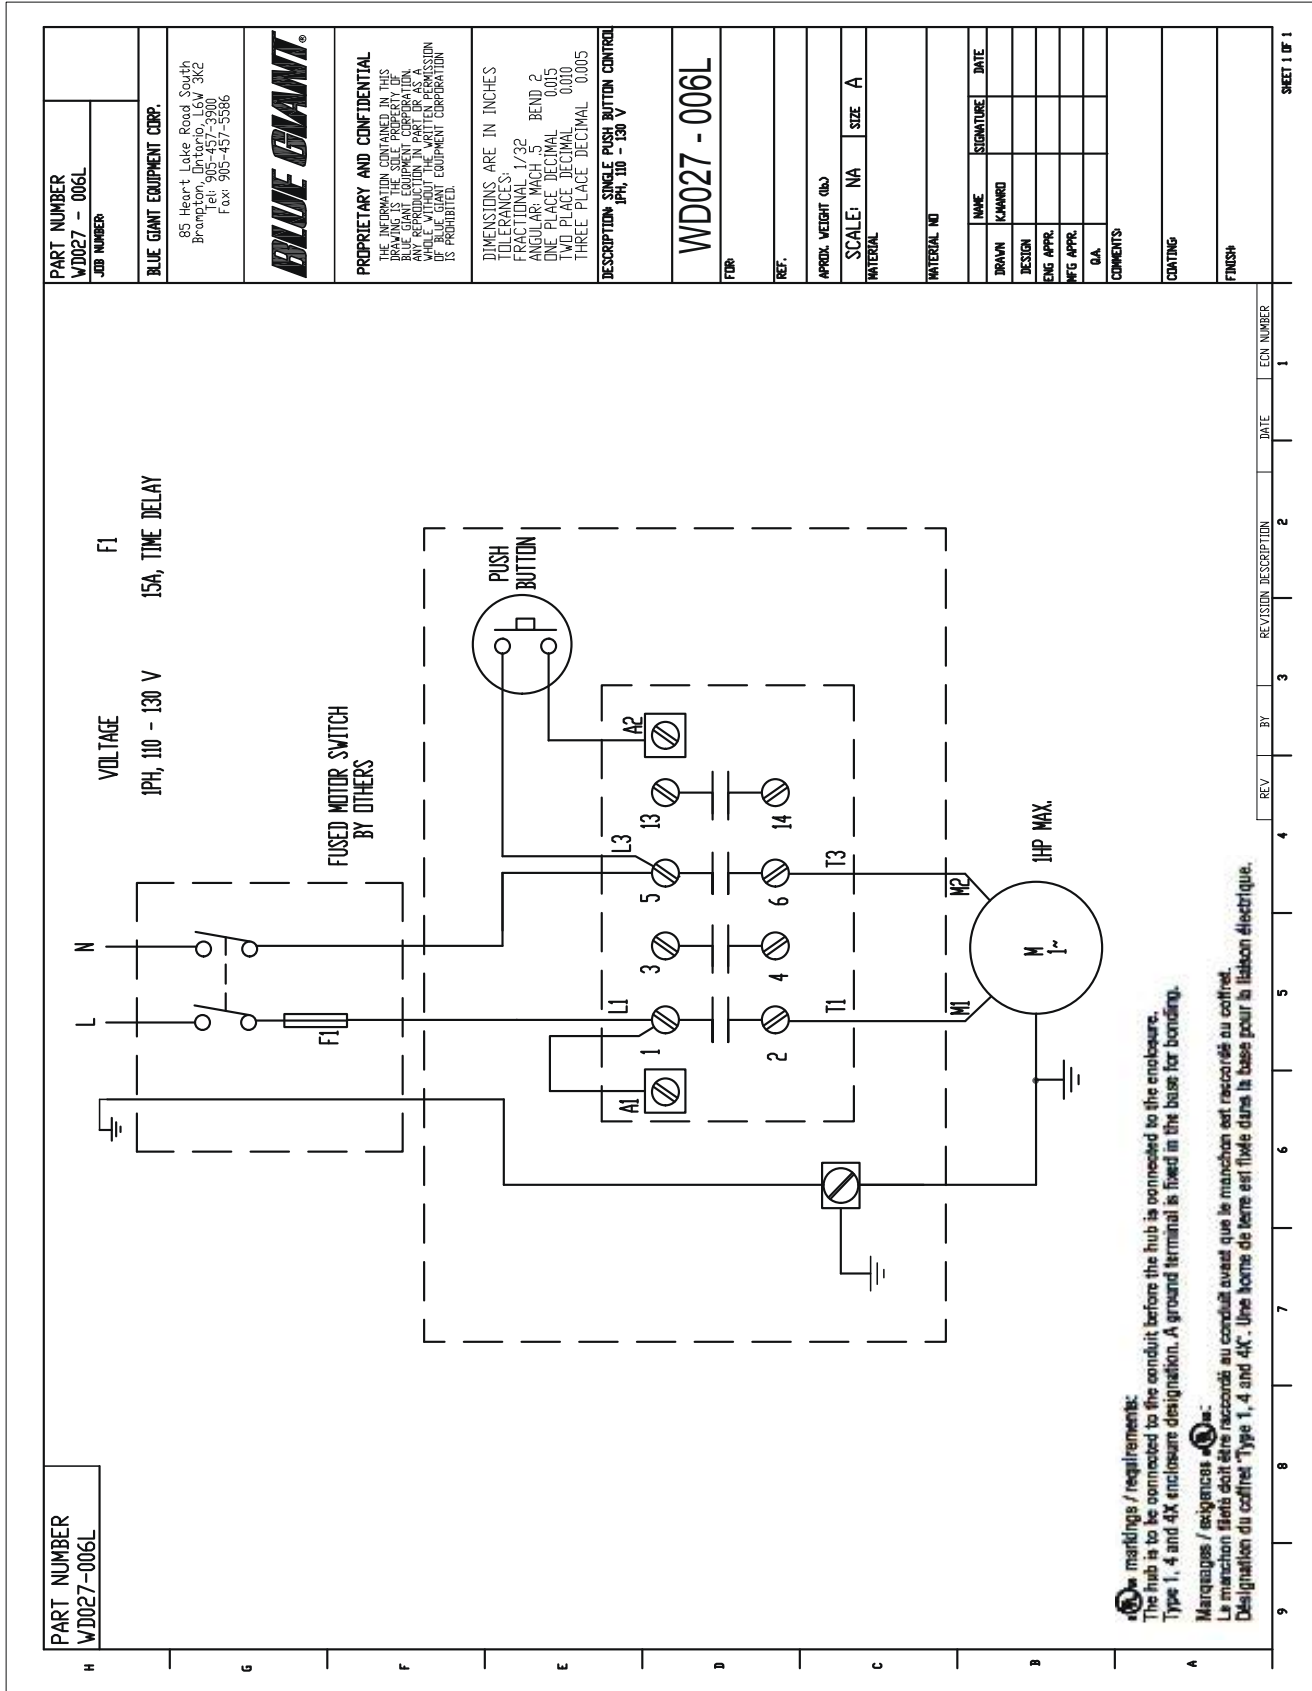 PART NUMBER
WD027-006L
VOLTAGE
F1
1PH, 110 - 130 V
15A, TIME DELAY
FUSED MOTOR SWITCH
BY OTHERS
L
N
F1
PUSH
BUTTON
A1
L1
L3
A2
1
3
5
13
2
4
6
14
T1
T3
M1
M2
M
1~
1HP MAX.
markings / requirements:
The hub is to be connected to the conduit before the hub is connected to the enclosure.
Type 1, 4 and 4X enclosure designation. A ground terminal is fixed in the base for bonding.
Marquages / exigences
Le manchon fileté doit être raccordé au conduit avant que le manchon est raccordé au coffret.
Désignation du coffret "Type 1, 4 and 4X". Une borne de terre est fixée dans la base pour la liaison électrique.
REV
BY
REVISION DESCRIPTION
DATE
ECN NUMBER
H
G
F
E
D
C
B
A
9
8
7
6
5
4
3
2
1
PART NUMBER
WD027 - 006L
JOB NUMBER:
BLUE GIANT EQUIPMENT CORP.
85 Heart Lake Road South
Brampton, Ontario, L6W 3K2
Tel: 905-457-3900
Fax: 905-457-5586
BLUE GIANT®
PROPRIETARY AND CONFIDENTIAL
THE INFORMATION CONTAINED IN THIS
DRAWING IS THE SOLE PROPERTY OF
BLUE GIANT EQUIPMENT CORPORATION.
ANY REPRODUCTION IN PART OR AS A
WHOLE WITHOUT THE WRITTEN PERMISSION
OF BLUE GIANT EQUIPMENT CORPORATION
IS PROHIBITED.
DIMENSIONS ARE IN INCHES
TOLERANCES:
FRACTIONAL 1/32
ANGULAR: MACH 5 BEND 2
ONE PLACE DECIMAL 0.015
TWO PLACE DECIMAL 0.010
THREE PLACE DECIMAL 0.005
DESCRIPTION: SINGLE PUSH BUTTON CONTROL
1PH, 110 - 130 V
WD027 - 006L
FOR:
REF.
APROX. WEIGHT (lb.)
SCALE: NA SIZE A
MATERIAL
MATERIAL NO
NAME SIGNATURE DATE
DRAWN K.MANRO
DESIGN
ENG APPR.
MFG APPR.
Q.A.
COMMENTS:
COATING:
FINISH:
SHEET 1 OF 1